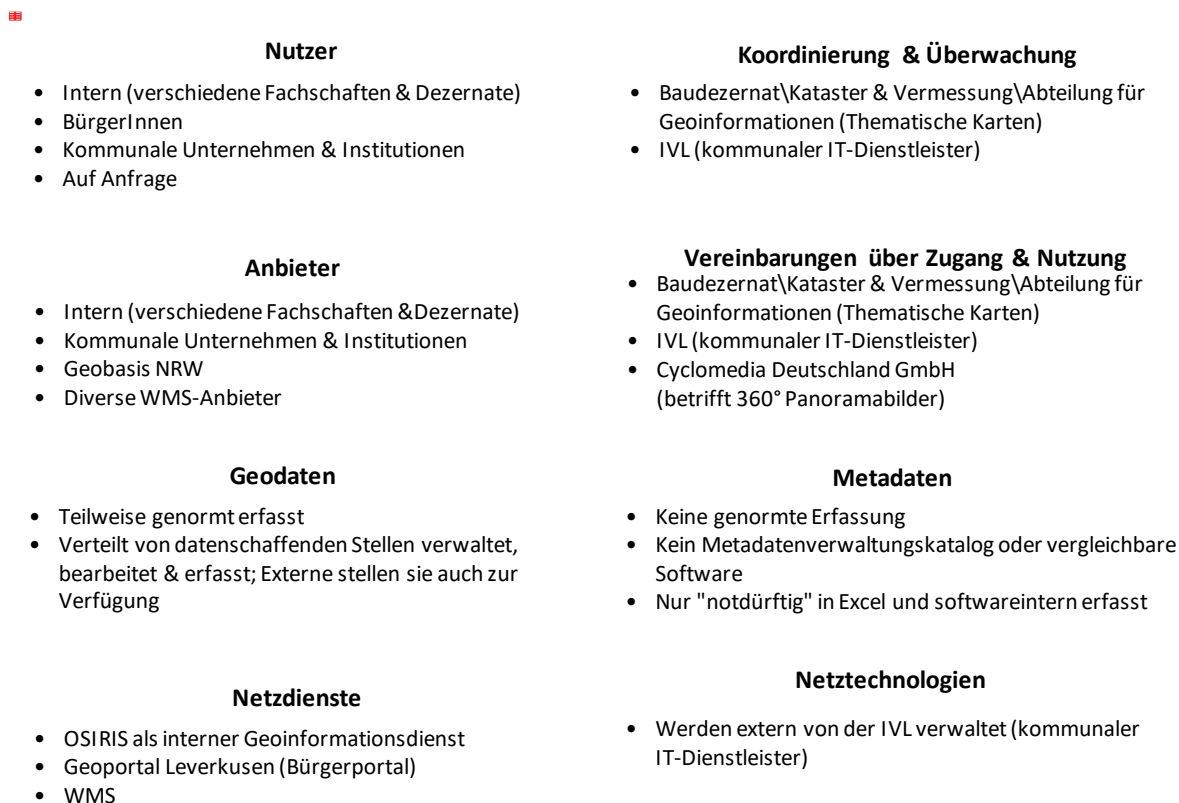 Nutzer
• Intern (verschiedene Fachschaften & Dezernate)
• BürgerInnen
• Kommunale Unternehmen & Institutionen
• Auf Anfrage
Koordinierung & Überwachung
• Baudezernat\Kataster & Vermessung\Abteilung für
Geoinformationen (Thematische Karten)
• IVL (kommunaler IT-Dienstleister)
Anbieter
• Intern (verschiedene Fachschaften &Dezernate)
• Kommunale Unternehmen & Institutionen
• Geobasis NRW
• Diverse WMS-Anbieter
Vereinbarungen über Zugang & Nutzung
• Baudezernat\Kataster & Vermessung\Abteilung für
Geoinformationen (Thematische Karten)
• IVL (kommunaler IT-Dienstleister)
• Cyclomedia Deutschland GmbH
(betrifft 360° Panoramabilder)
Geodaten
• Teilweise genormt erfasst
• Verteilt von datenschaffenden Stellen verwaltet,
bearbeitet & erfasst; Externe stellen sie auch zur
Verfügung
Metadaten
• Keine genormte Erfassung
• Kein Metadatenverwaltungskatalog oder vergleichbare
Software
• Nur "notdürftig" in Excel und softwareintern erfasst
Netzdienste
• OSIRIS als interner Geoinformationsdienst
• Geoportal Leverkusen (Bürgerportal)
• WMS
Netztechnologien
• Werden extern von der IVL verwaltet (kommunaler
IT-Dienstleister)